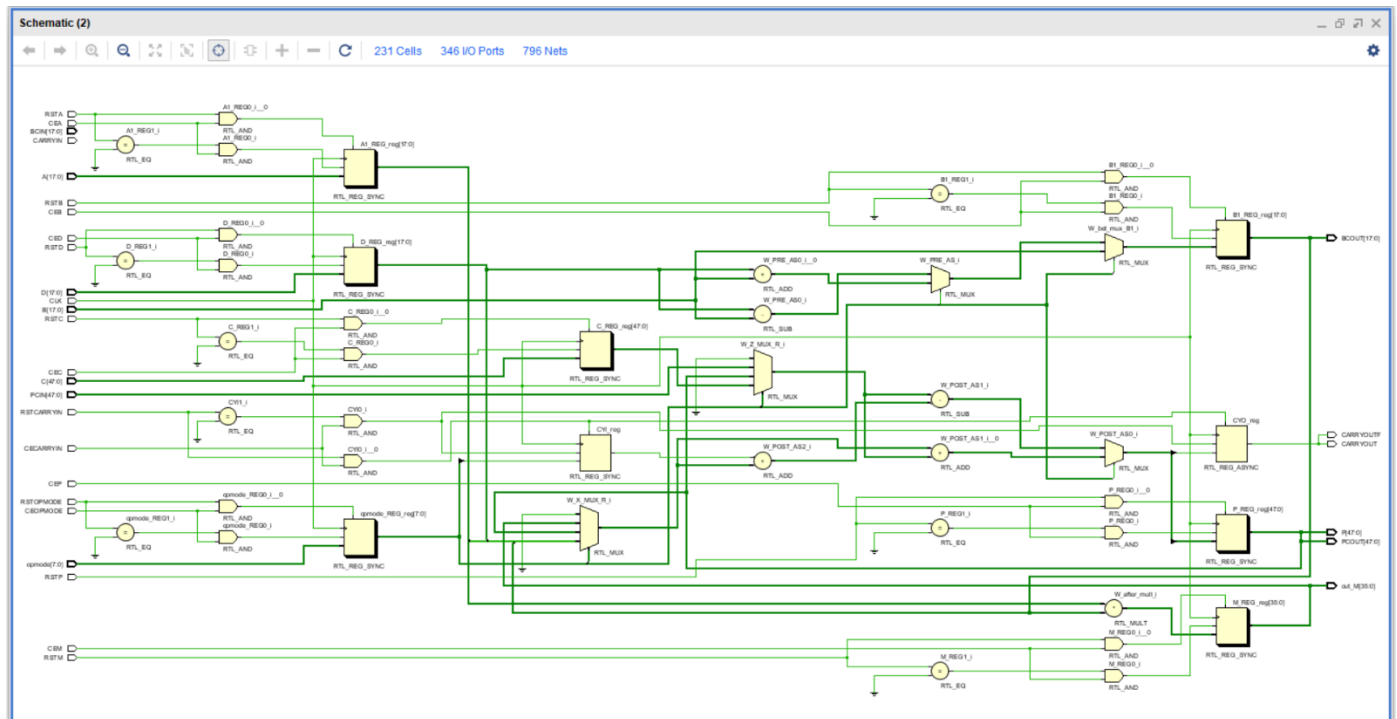 Schematic (2)
231 Cells 346 I/O Ports 796 Nets
A1_REG0_i__0
RSTA
CEA
BCIN[17:0]
CARRYIN
A1_REG1_i
RTL_AND
A1_REG0_i
RTL_EQ
RTL_AND
A1_REG_reg[17:0]
A[17:0]
RTL_REG_SYNC
RSTB
CEB
B1_REG1_i
RTL_EQ
B1_REG0_i__0
RTL_AND
B1_REG0_i
RTL_AND
B1_REG_reg[17:0]
RTL_REG_SYNC
BCOUT[17:0]
D_REG0_i__0
CED
RSTD
D_REG1_i
RTL_AND
D_REG0_i
RTL_EQ
RTL_AND
D_REG_reg[17:0]
RTL_REG_SYNC
W_PRE_AS0_i__0
RTL_ADD
W_PRE_AS0_i
RTL_SUB
W_PRE_AS_i
RTL_MUX
RTL_MUX
D[17:0]
CLK
B[17:0]
RSTC
C_REG0_i__0
C_REG1_i
RTL_AND
C_REG0_i
RTL_EQ
RTL_AND
C_REG_reg[47:0]
RTL_REG_SYNC
W_Z_MUX_R_i
RTL_MUX
CEC
C[47:0]
PCIN[47:0]
RSTCARRYIN
CYI1_i
RTL_EQ
CYI0_i
RTL_AND
CYI0_i__0
RTL_AND
CYI_reg
RTL_REG_SYNC
CECARRYIN
W_POST_AS1_i
RTL_SUB
W_POST_AS2_i
RTL_ADD
W_POST_AS1_i__0
RTL_ADD
W_POST_AS0_i
RTL_MUX
CYO_reg
RTL_REG_ASYNC
CARRYOUTF
CARRYOUT
CEP
RSTOPMODE
CEOPMODE
opmode_REG0_i__0
opmode_REG1_i
RTL_AND
opmode_REG0_i
RTL_EQ
RTL_AND
opmode_REG_reg[7:0]
RTL_REG_SYNC
W_X_MUX_R_i
RTL_MUX
P_REG0_i__0
P_REG1_i
RTL_AND
P_REG0_i
RTL_EQ
RTL_AND
P_REG_reg[47:0]
RTL_REG_SYNC
P[47:0]
PCOUT[47:0]
opmode[7:0]
RSTP
out_M[35:0]
W_after_mult_i
RTL_MULT
M_REG_reg[35:0]
RTL_REG_SYNC
CEM
RSTM
M_REG0_i__0
M_REG1_i
RTL_AND
M_REG0_i
RTL_EQ
RTL_AND